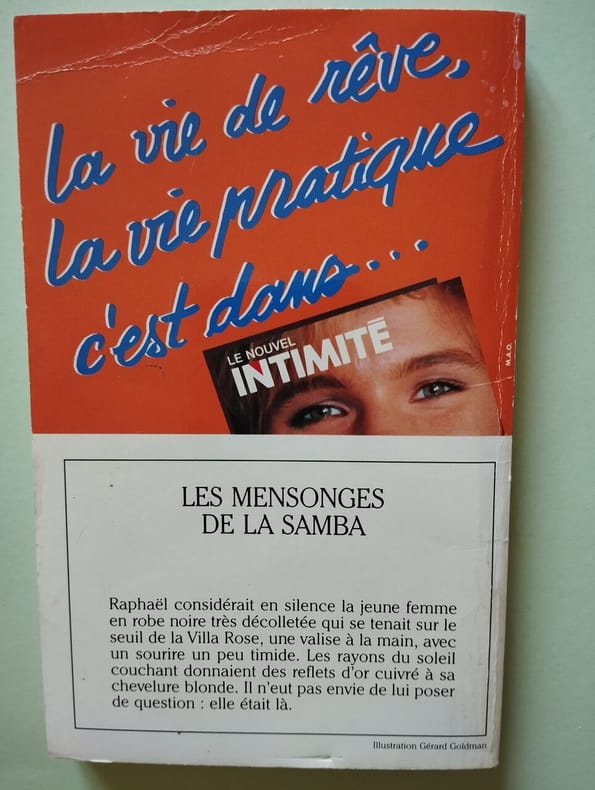 la vie de rêve,
la vie pratique
c'est dans...
LE NOUVEL
INTIMITÉ
M.A.O.
LES MENSONGES
DE LA SAMBA
Raphaël considérait en silence la jeune femme
en robe noire très décolletée qui se tenait sur le
seuil de la Villa Rose, une valise à la main, avec
un sourire un peu timide. Les rayons du soleil
couchant donnaient des reflets d'or cuivré à sa
chevelure blonde. Il n'eut pas envie de lui poser
de question : elle était là.
Illustration Gérard Goldman